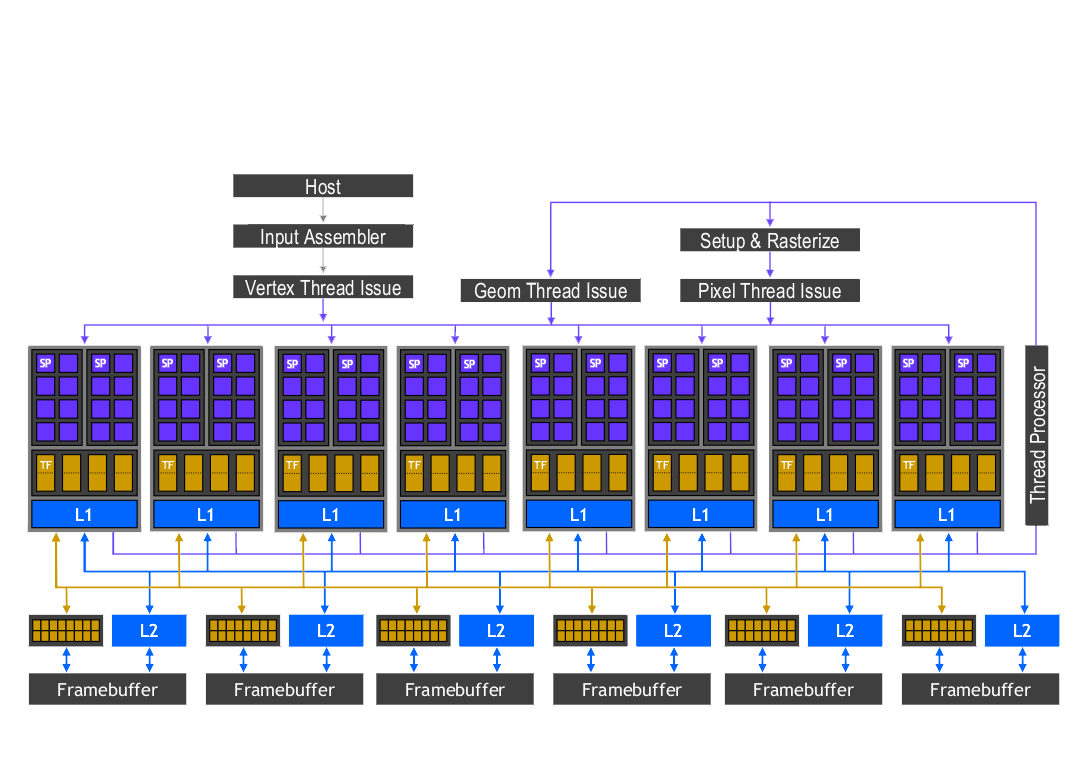 Host
Input Assembler
Setup & Rasterize
Vertex Thread Issue
Geom Thread Issue
Pixel Thread Issue
SP SP SP SP SP SP SP SP SP SP SP SP SP SP SP SP
Thread Processor
TF TF TF TF TF TF TF TF
L1 L1 L1 L1 L1 L1 L1 L1
L2 L2 L2 L2 L2 L2
Framebuffer Framebuffer Framebuffer Framebuffer Framebuffer Framebuffer